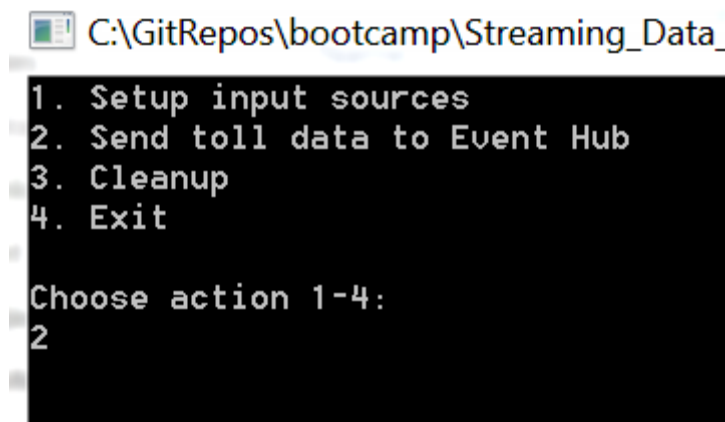 C:\GitRepos\bootcamp\Streaming_Data_
1. Setup input sources
2. Send toll data to Event Hub
3. Cleanup
4. Exit
Choose action 1-4:
2